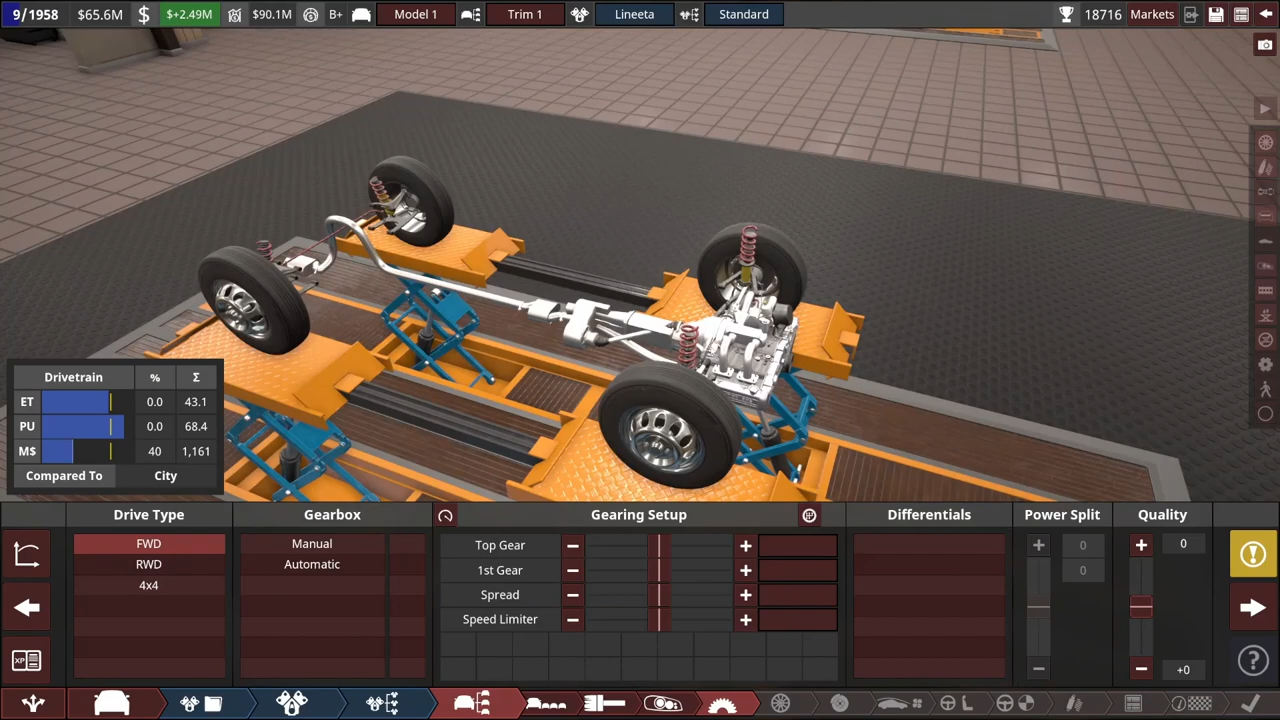 9/1958 $65.6M $ $+2.49M $90.1M B+ Model 1 Trim 1 Lineeta Standard 18716 Markets
Drivetrain % Σ
ET 0.0 43.1
PU 0.0 68.4
M$ 40 1,161
Compared To City
Drive Type Gearbox Gearing Setup Differentials Power Split Quality
FWD Manual Top Gear − + + 0 + 0
RWD Automatic 1st Gear − + 0
4x4 Spread − +
Speed Limiter − +
XP − − +0 ?